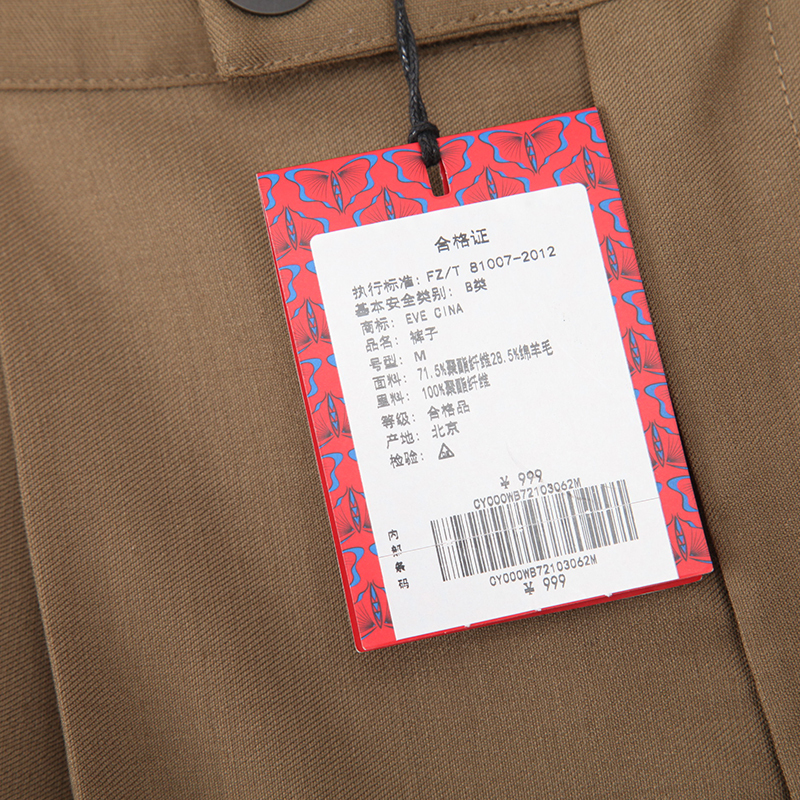 合格证
执行标准: FZ/T 81007-2012
基本安全类别: B类
商标: EVE CINA
品名: 裤子
号型: M
面料: 71.5%聚酯纤维28.5%绵羊毛
里料: 100%聚酯纤维
等级: 合格品
产地: 北京
检验:
¥ 999
CY000WB72103062M
内部条码
CY000WB72103062M
¥ 999